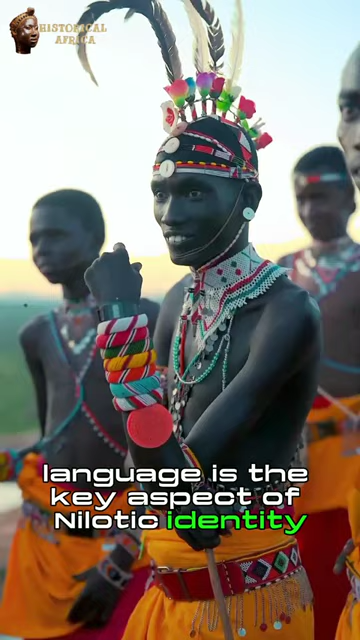 HISTORICAL
AFRICA
language is the
key aspect of
Nilotic identity